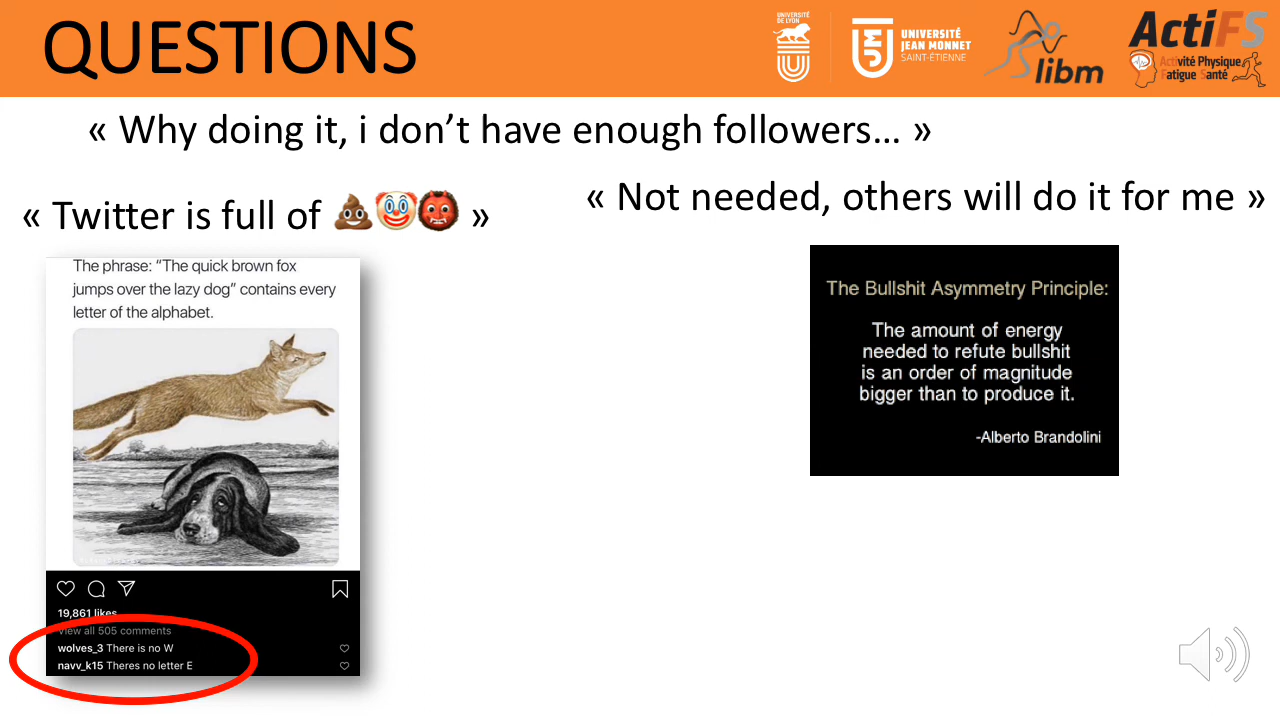 QUESTIONS
UNIVERSITÉ
DE LYON
UNIVERSITÉ
JEAN MONNET
SAINT-ÉTIENNE
libm
ActiFS
Activité Physique
Fatigue Santé
« Why doing it, i don’t have enough followers… »
« Twitter is full of 💩🤡👹 »
« Not needed, others will do it for me »
The phrase: “The quick brown fox
jumps over the lazy dog” contains every
letter of the alphabet.
19,861 likes
View all 505 comments
wolves_3 There is no W
navv_k15 Theres no letter E
The Bullshit Asymmetry Principle:
The amount of energy
needed to refute bullshit
is an order of magnitude
bigger than to produce it.
-Alberto Brandolini